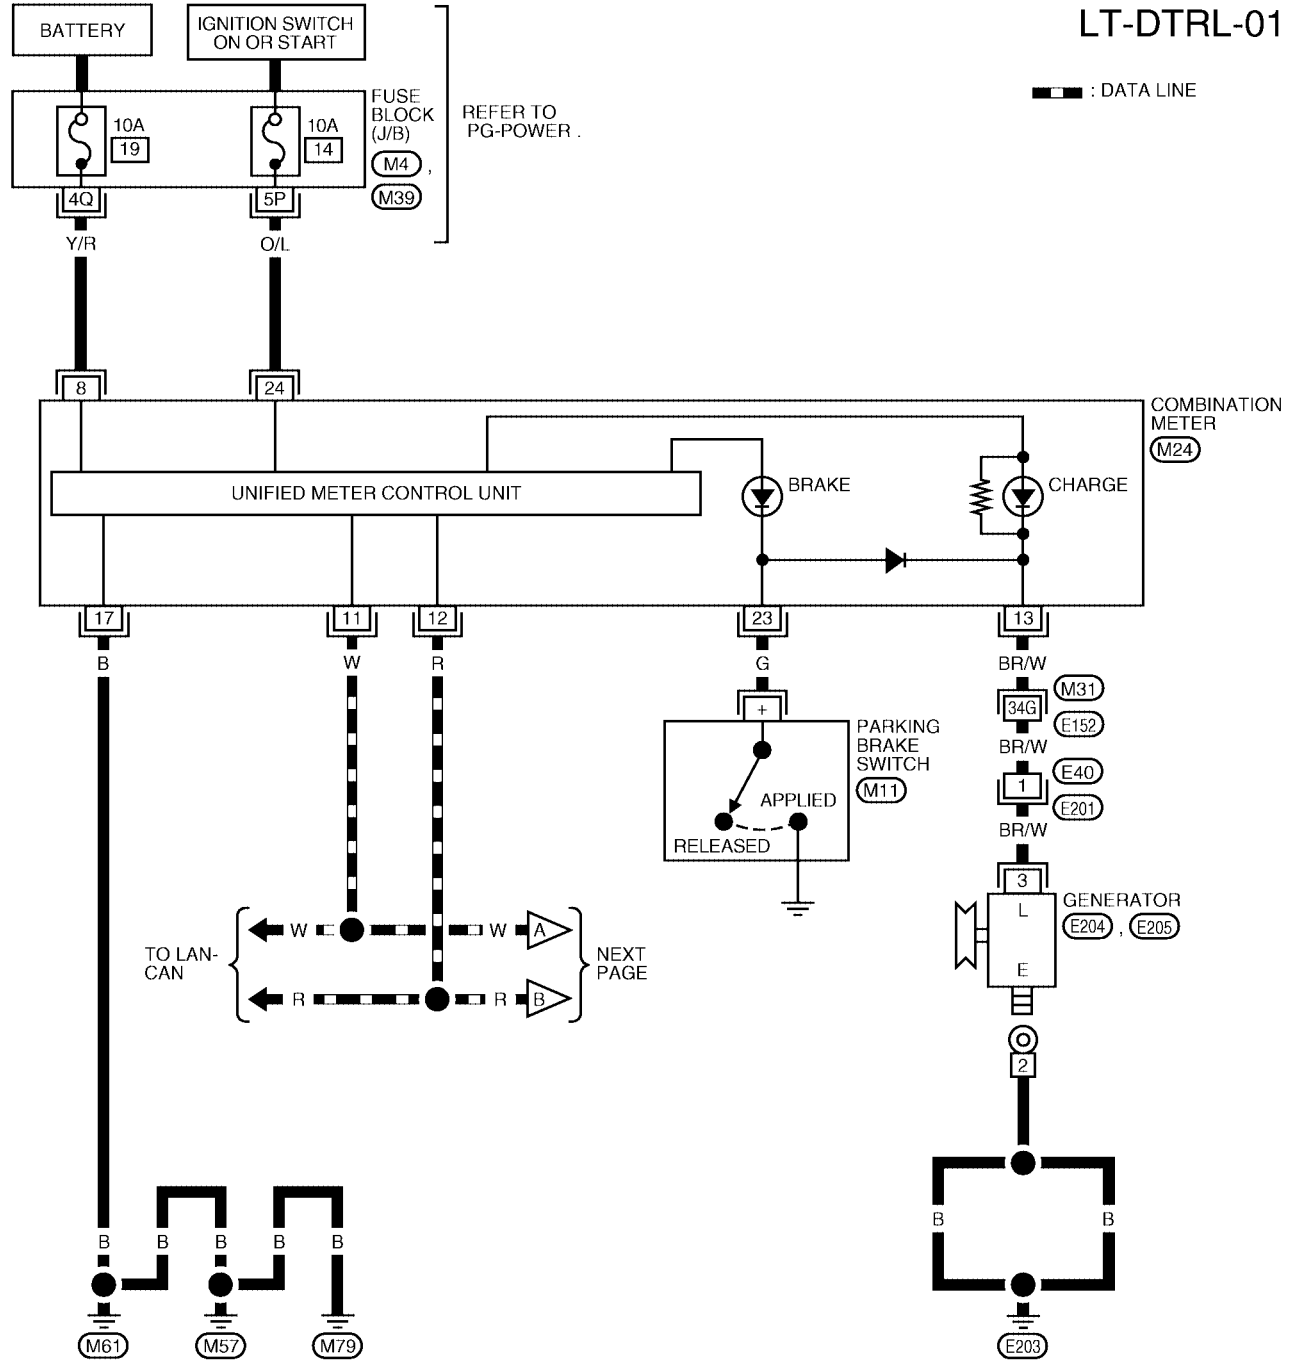 LT-DTRL-01
BATTERY
IGNITION SWITCH
ON OR START
: DATA LINE
10A
19
10A
14
FUSE
BLOCK
(J/B)
M4 ,
M39
REFER TO
PG-POWER .
4Q
5P
Y/R
O/L
8
24
COMBINATION
METER
M24
UNIFIED METER CONTROL UNIT
BRAKE
CHARGE
17
11
12
23
13
B
W
R
G
BR/W
M31
34G
E152
+
PARKING
BRAKE
SWITCH
M11
APPLIED
RELEASED
BR/W
E40
1
E201
BR/W
3
L
E
GENERATOR
E204 , E205
TO LAN-
CAN
W
W
A
R
R
B
NEXT
PAGE
2
B
B
B
B
B
B
B
M61
M57
M79
E203